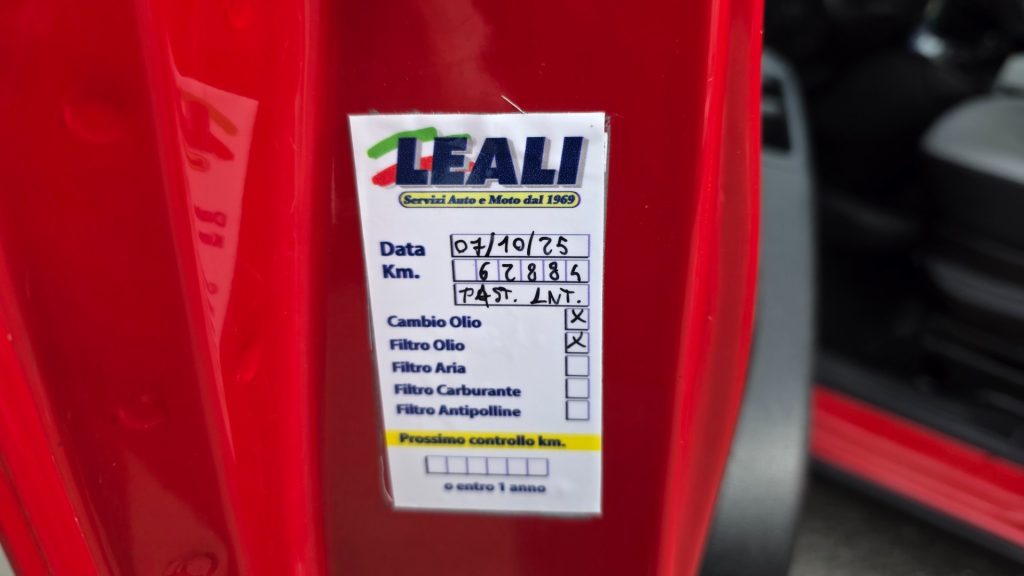 LEALI
Servizi Auto e Moto dal 1969
Data 07/10/25
Km. 62884
PAST. ANT.
Cambio Olio X
Filtro Olio X
Filtro Aria
Filtro Carburante
Filtro Antipolline
Prossimo controllo km.
o entro 1 anno